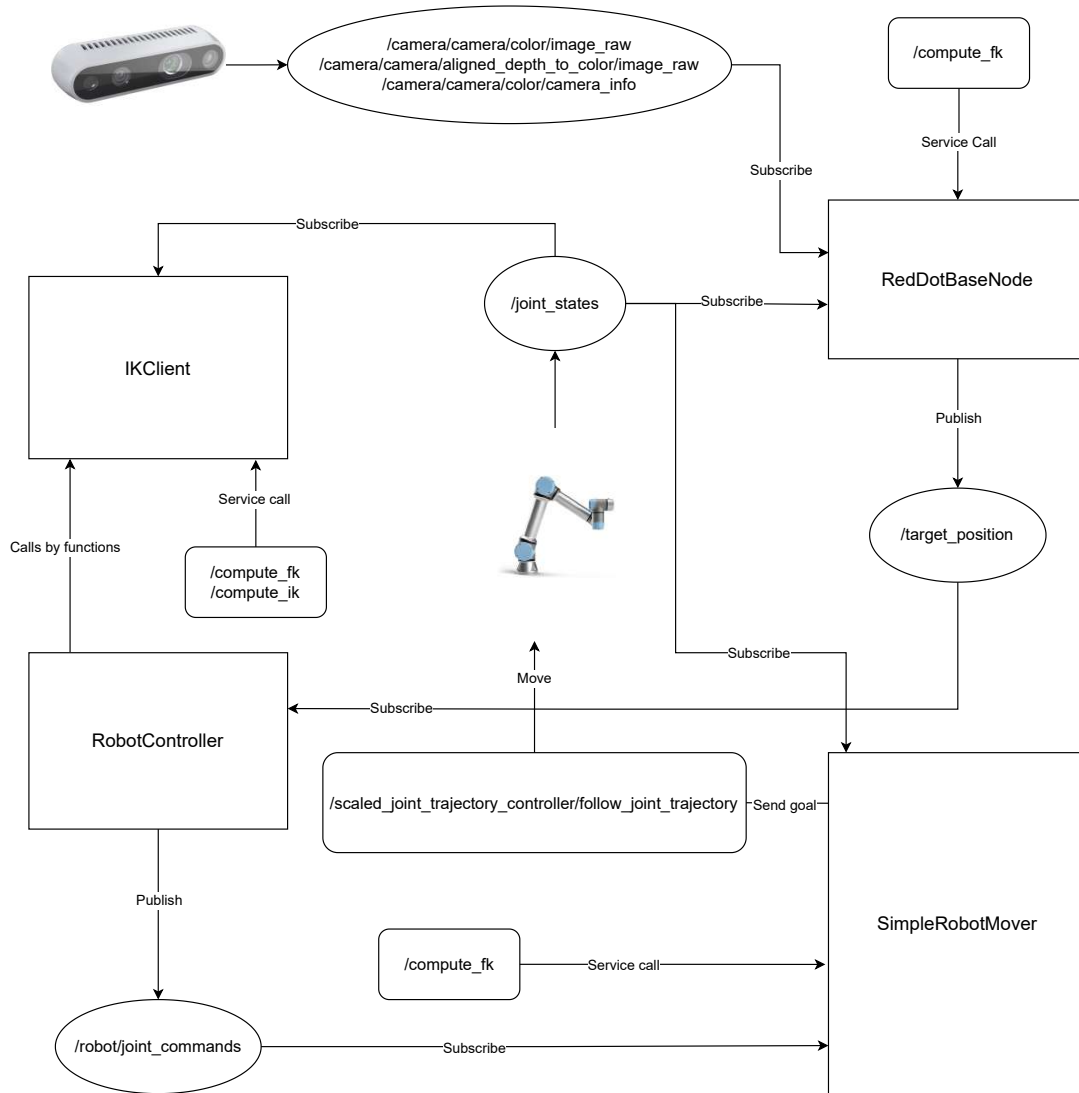 /camera/camera/color/image_raw
/camera/camera/aligned_depth_to_color/image_raw
/camera/camera/color/camera_info
/compute_fk
Service Call
Subscribe
Subscribe
RedDotBaseNode
/joint_states
Subscribe
IKClient
Publish
Service call
/target_position
Calls by functions
/compute_fk
/compute_ik
Subscribe
Move
Subscribe
RobotController
/scaled_joint_trajectory_controller/follow_joint_trajectory
Send goal
Publish
SimpleRobotMover
/compute_fk
Service call
/robot/joint_commands
Subscribe